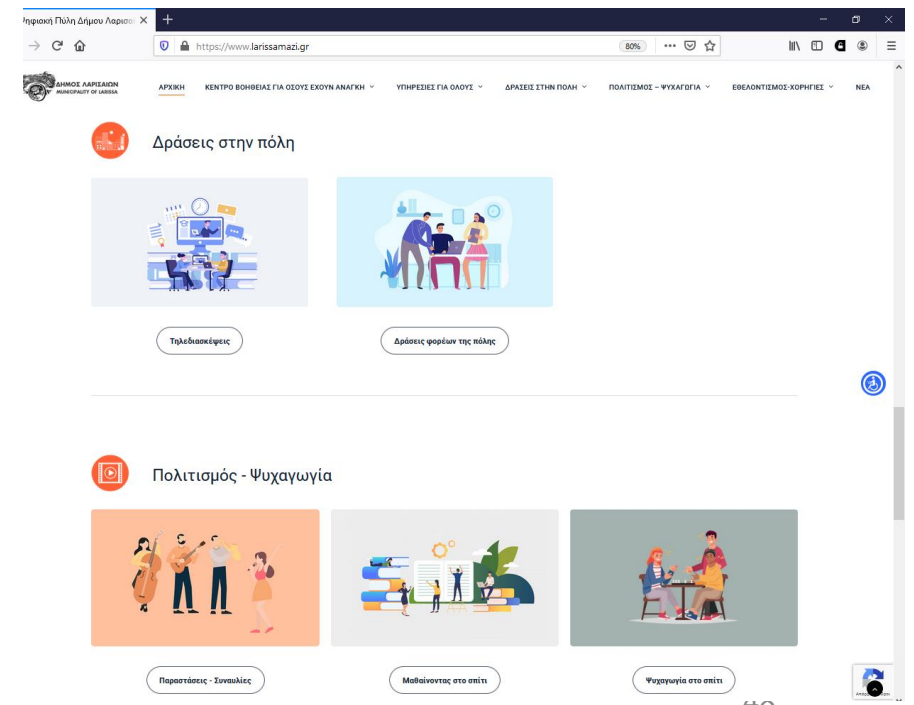 Ψηφιακή Πύλη Δήμου Λαρισα
https://www.larissamazi.gr
80%
ΔΗΜΟΣ ΛΑΡΙΣΑΙΩΝ
MUNICIPALITY OF LARISSA
ΑΡΧΙΚΗ
ΚΕΝΤΡΟ ΒΟΗΘΕΙΑΣ ΓΙΑ ΟΣΟΥΣ ΕΧΟΥΝ ΑΝΑΓΚΗ
ΥΠΗΡΕΣΙΕΣ ΓΙΑ ΟΛΟΥΣ
ΔΡΑΣΕΙΣ ΣΤΗΝ ΠΟΛΗ
ΠΟΛΙΤΙΣΜΟΣ – ΨΥΧΑΓΩΓΙΑ
ΕΘΕΛΟΝΤΙΣΜΟΣ-ΧΟΡΗΓΙΕΣ
ΝΕΑ
Δράσεις στην πόλη
Τηλεδιασκέψεις
Δράσεις φορέων της πόλης
Πολιτισμός - Ψυχαγωγία
Παραστάσεις - Συναυλίες
Μαθαίνοντας στο σπίτι
Ψυχαγωγία στο σπίτι